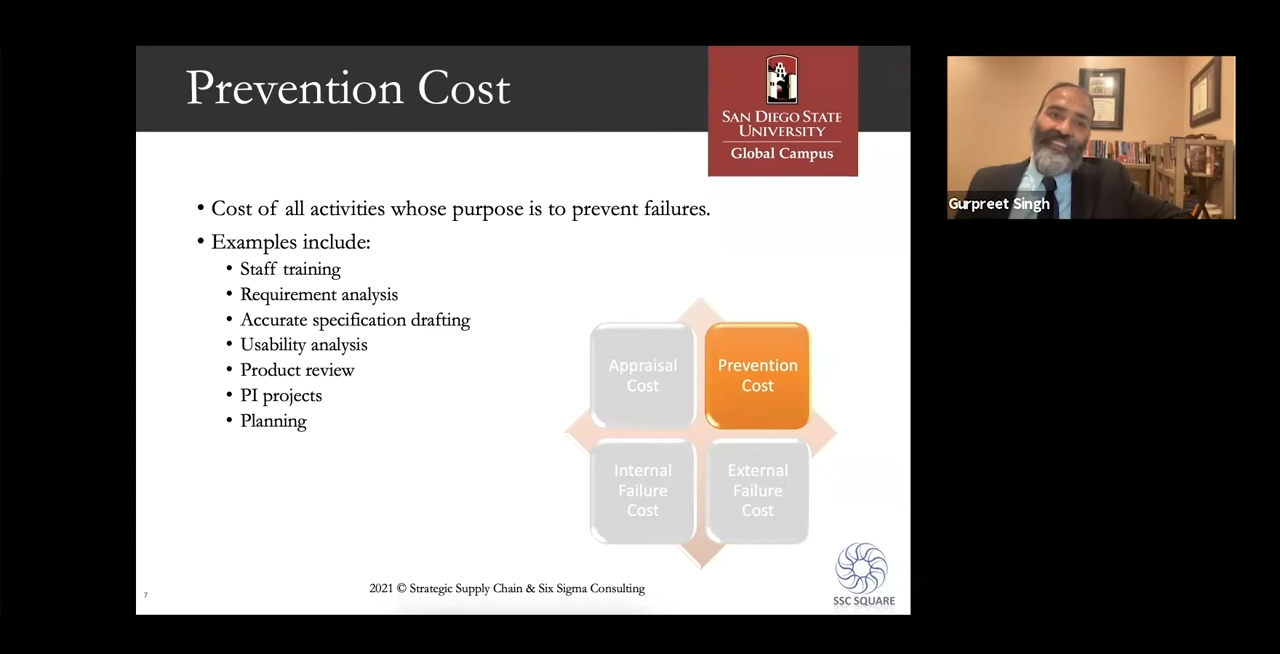 Prevention Cost
SAN DIEGO STATE
UNIVERSITY
Global Campus
• Cost of all activities whose purpose is to prevent failures.
• Examples include:
• Staff training
• Requirement analysis
• Accurate specification drafting
• Usability analysis
• Product review
• PI projects
• Planning
Appraisal
Cost
Prevention
Cost
Internal
Failure
Cost
External
Failure
Cost
2021 © Strategic Supply Chain & Six Sigma Consulting
7
SSC SQUARE
Gurpreet Singh